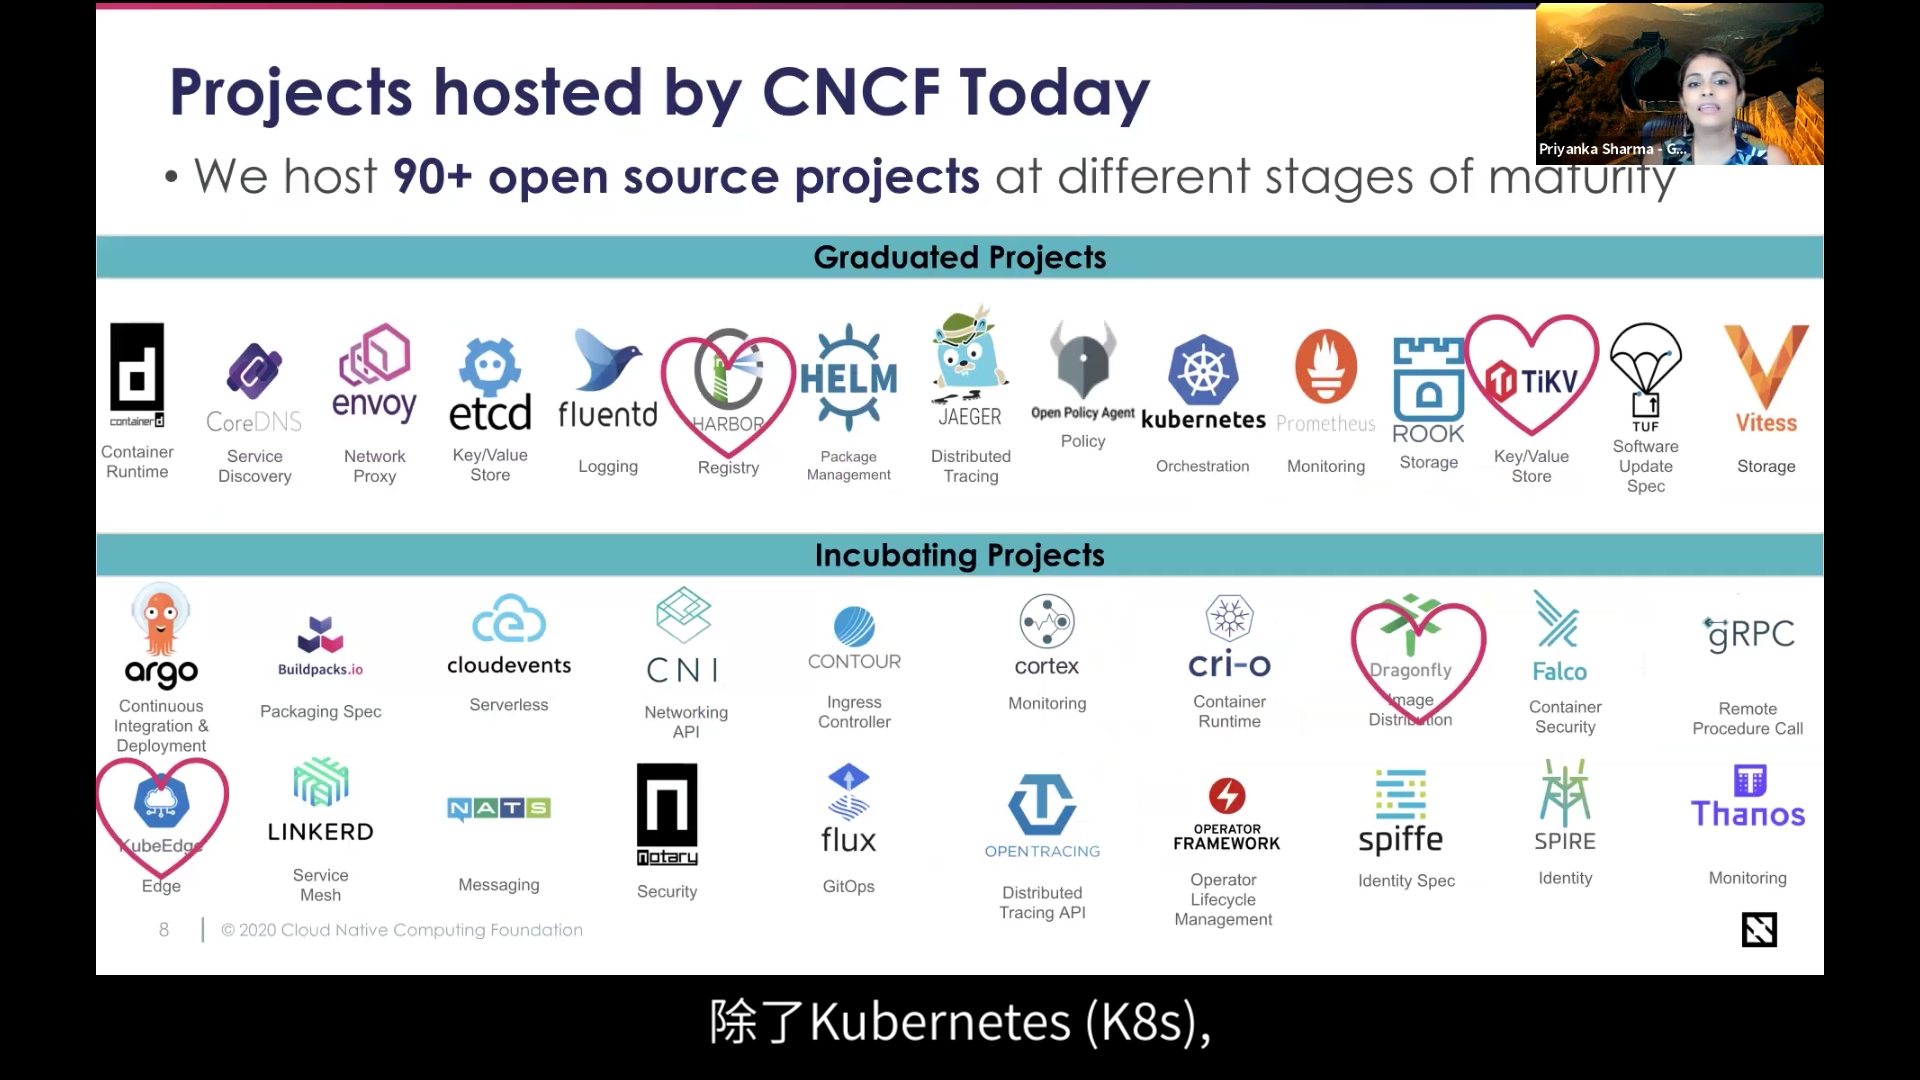 Projects hosted by CNCF Today
Priyanka Sharma - G...
• We host 90+ open source projects at different stages of maturity
Graduated Projects
containerd
CoreDNS
envoy
etcd
fluentd
HARBOR
HELM
JAEGER
Open Policy Agent
kubernetes
Prometheus
ROOK
TiKV
TUF
Vitess
Container
Runtime
Service
Discovery
Network
Proxy
Key/Value
Store
Logging
Registry
Package
Management
Distributed
Tracing
Policy
Orchestration
Monitoring
Storage
Key/Value
Store
Software
Update
Spec
Storage
Incubating Projects
argo
Buildpacks.io
cloudevents
CNI
CONTOUR
cortex
cri-o
Dragonfly
Falco
gRPC
Continuous
Integration &
Deployment
Packaging Spec
Serverless
Networking
API
Ingress
Controller
Monitoring
Container
Runtime
Image
Distribution
Container
Security
Remote
Procedure Call
KubeEdge
LINKERD
NATS
notary
flux
OPENTRACING
OPERATOR
FRAMEWORK
spiffe
SPIRE
Thanos
Edge
Service
Mesh
Messaging
Security
GitOps
Distributed
Tracing API
Operator
Lifecycle
Management
Identity Spec
Identity
Monitoring
8
© 2020 Cloud Native Computing Foundation
除了Kubernetes (K8s),